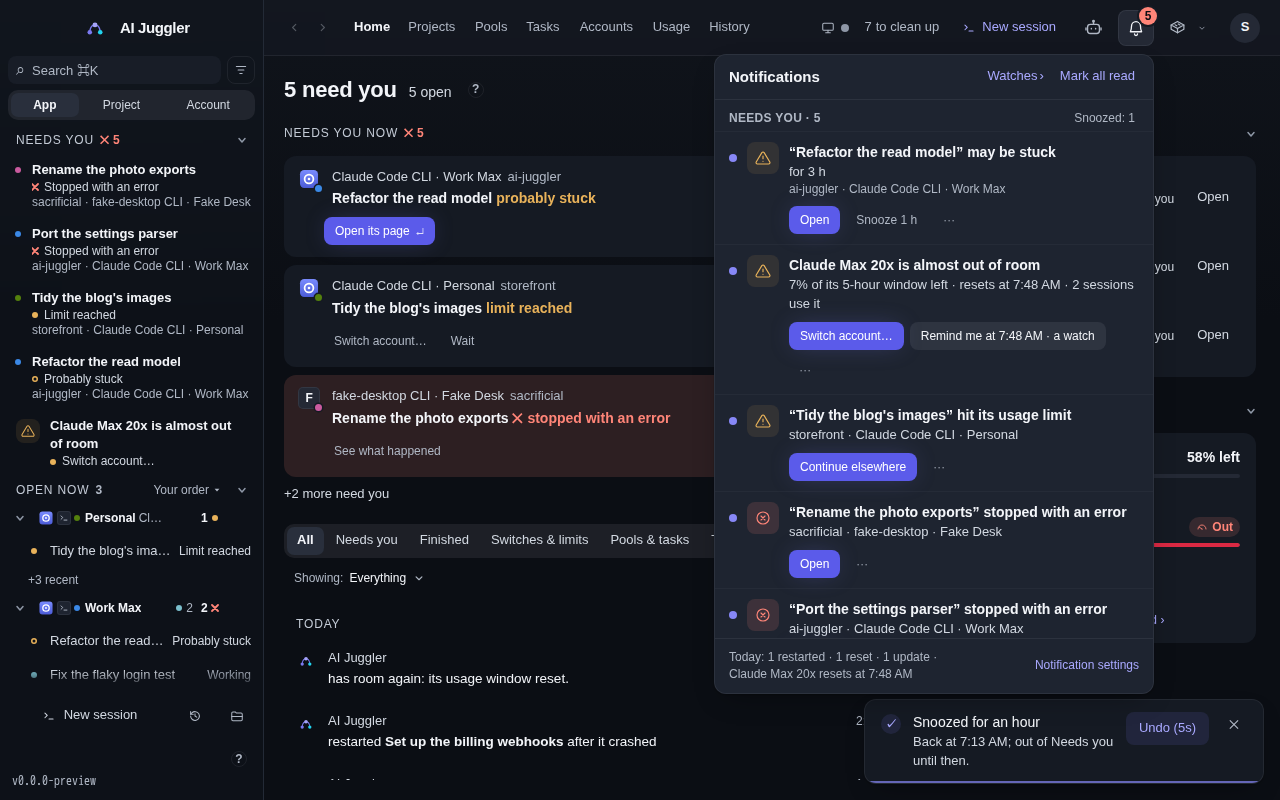 AI Juggler
Search ⌘K
App Project Account
NEEDS YOU 5
Rename the photo exports
Stopped with an error
sacrificial · fake-desktop CLI · Fake Desk
Port the settings parser
Stopped with an error
ai-juggler · Claude Code CLI · Work Max
Tidy the blog's images
Limit reached
storefront · Claude Code CLI · Personal
Refactor the read model
Probably stuck
ai-juggler · Claude Code CLI · Work Max
Claude Max 20x is almost out
of room
Switch account…
OPEN NOW 3 Your order
Personal Cl… 1
Tidy the blog's ima… Limit reached
+3 recent
Work Max 2 2
Refactor the read… Probably stuck
Fix the flaky login test Working
New session
?
v0.0.0-preview
Home Projects Pools Tasks Accounts Usage History
7 to clean up
New session
5
S
5 need you 5 open ?
NEEDS YOU NOW 5
Claude Code CLI · Work Max ai-juggler
Refactor the read model probably stuck
Open its page
Claude Code CLI · Personal storefront
Tidy the blog's images limit reached
Switch account… Wait
F
fake-desktop CLI · Fake Desk sacrificial
Rename the photo exports stopped with an error
See what happened
+2 more need you
All Needs you Finished Switches & limits Pools & tasks
Showing: Everything
TODAY
AI Juggler
has room again: its usage window reset.
AI Juggler
restarted Set up the billing webhooks after it crashed
2
you Open
you Open
you Open
58% left
Out
Notifications Watches › Mark all read
NEEDS YOU · 5 Snoozed: 1
“Refactor the read model” may be stuck
for 3 h
ai-juggler · Claude Code CLI · Work Max
Open Snooze 1 h ···
Claude Max 20x is almost out of room
7% of its 5-hour window left · resets at 7:48 AM · 2 sessions
use it
Switch account… Remind me at 7:48 AM · a watch
···
“Tidy the blog's images” hit its usage limit
storefront · Claude Code CLI · Personal
Continue elsewhere ···
“Rename the photo exports” stopped with an error
sacrificial · fake-desktop · Fake Desk
Open ···
“Port the settings parser” stopped with an error
ai-juggler · Claude Code CLI · Work Max
Today: 1 restarted · 1 reset · 1 update ·
Claude Max 20x resets at 7:48 AM
Notification settings
Snoozed for an hour
Back at 7:13 AM; out of Needs you
until then.
Undo (5s)